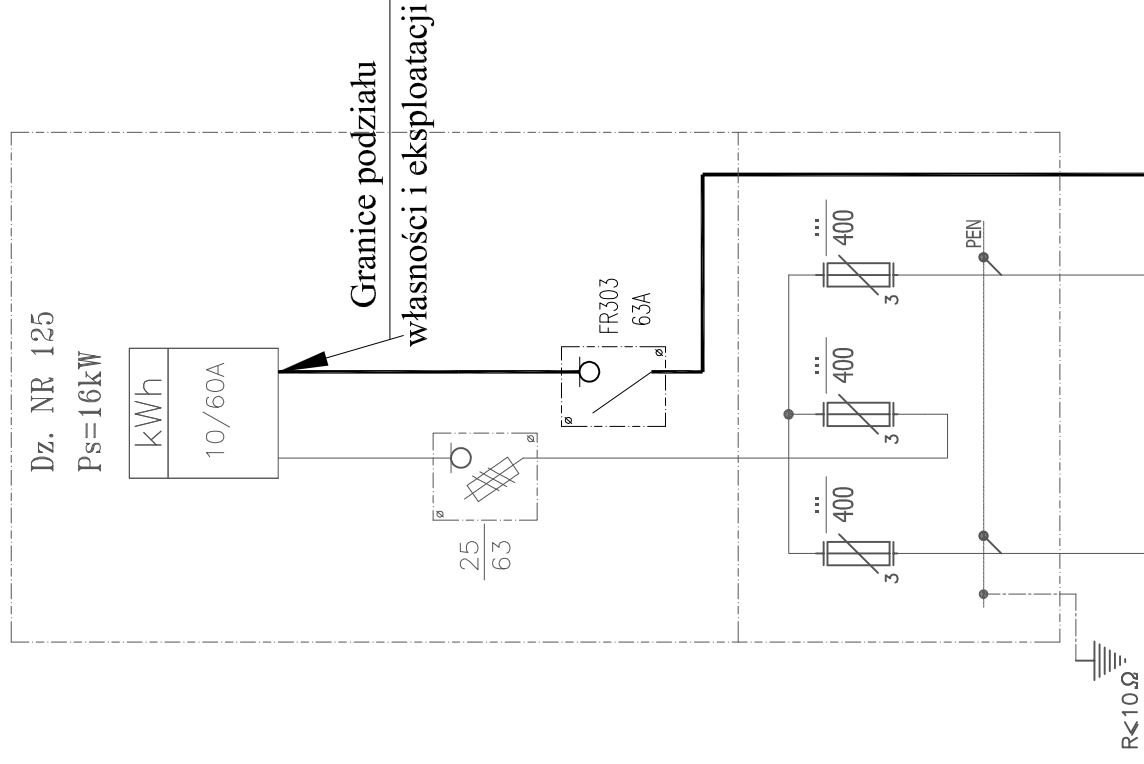 Dz. NR 125
Ps=16kW
kWh
10/60A
Granice podziału
własności i eksploatacji
FR303
63A
25
63
...
400
3
...
400
3
...
400
3
PEN
R<10Ω